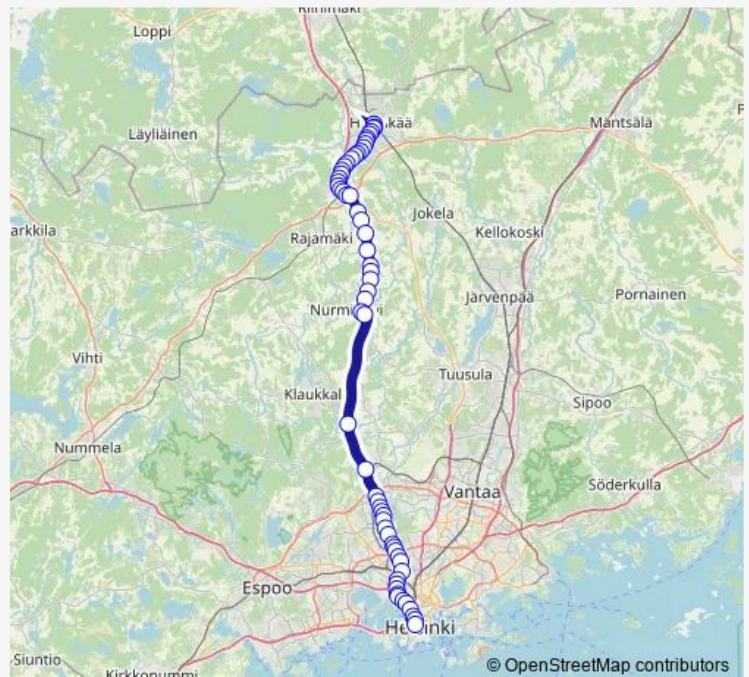 Loppi
Läyliäinen
Mäntsälä
Jokela
Kellokoski
Rajamäki
Järvenpää
Pornainen
Vihti
Klaukkal
Tuusula
Sipoo
Nummela
Vantaa
Söderkulla
Espoo
Siuntio
Kirkkonummi
© OpenStreetMap contributors